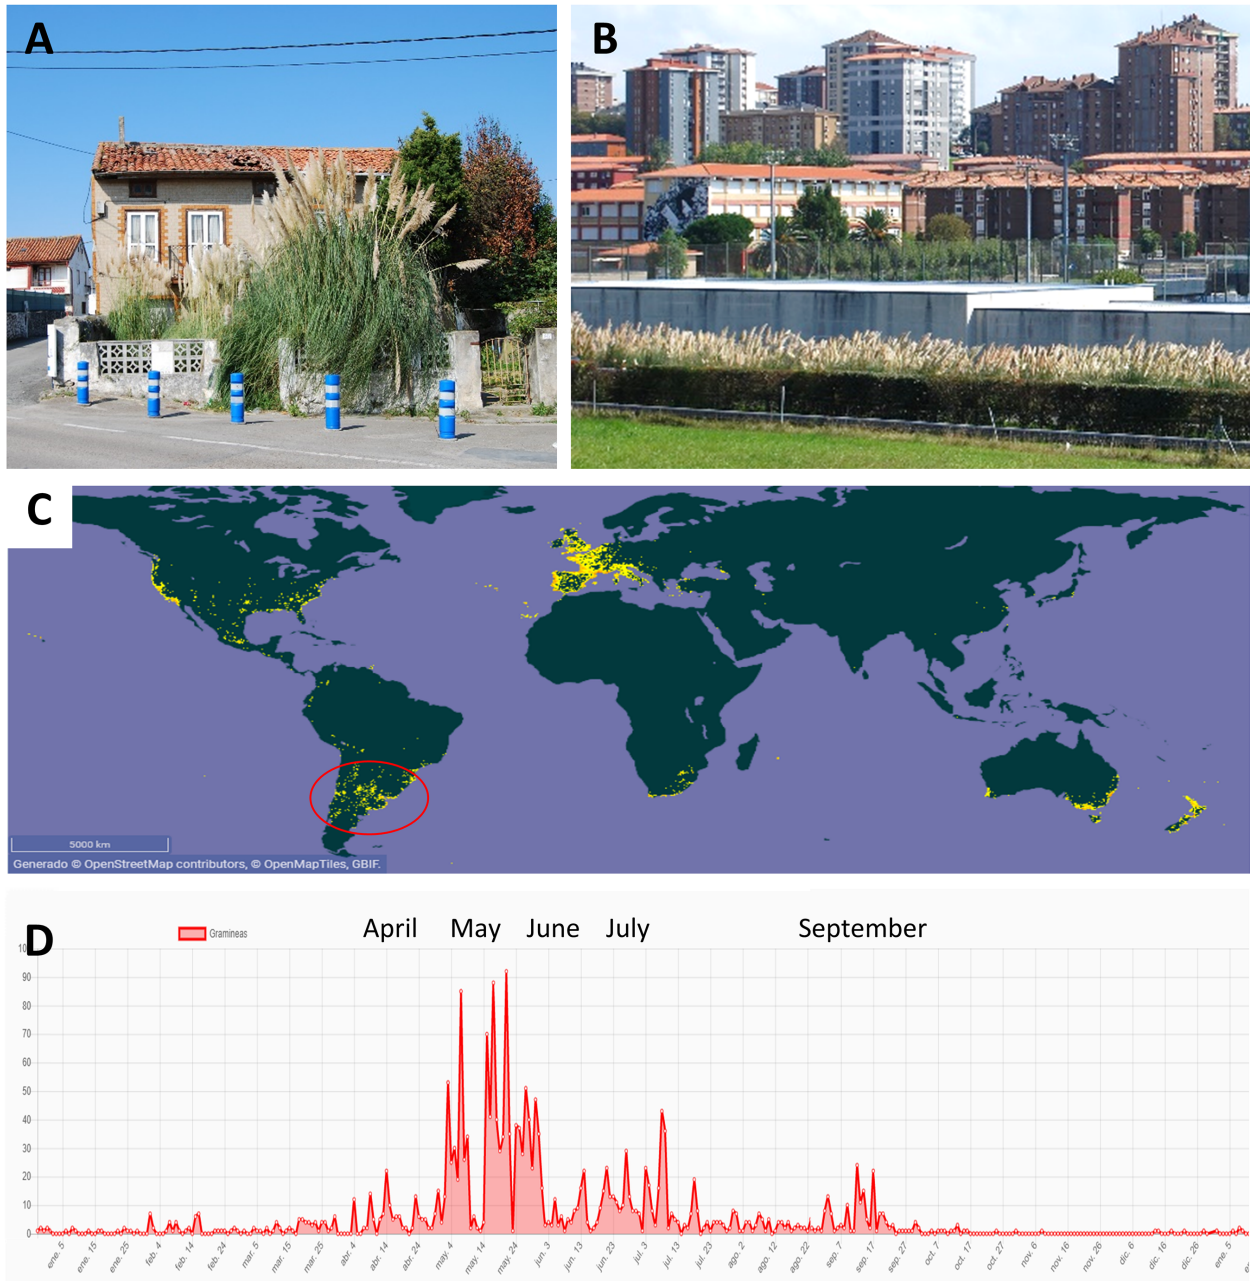 A
B
C
5000 km
Generado © OpenStreetMap contributors, © OpenMapTiles, GBIF.
D
April May June July September
Gramineas
10
90
80
70
60
50
40
30
20
10
0
ene. 5 ene. 15 ene. 25 feb. 4 feb. 14 feb. 24 mar. 5 mar. 15 mar. 25 abr. 4 abr. 14 abr. 24 may. 4 may. 14 may. 24 jun. 3 jun. 13 jun. 23 jul. 3 jul. 13 jul. 23 ago. 2 ago. 12 ago. 22 sep. 7 sep. 17 sep. 27 oct. 7 oct. 17 oct. 27 nov. 6 nov. 16 nov. 26 dic. 6 dic. 16 dic. 26 ene. 5